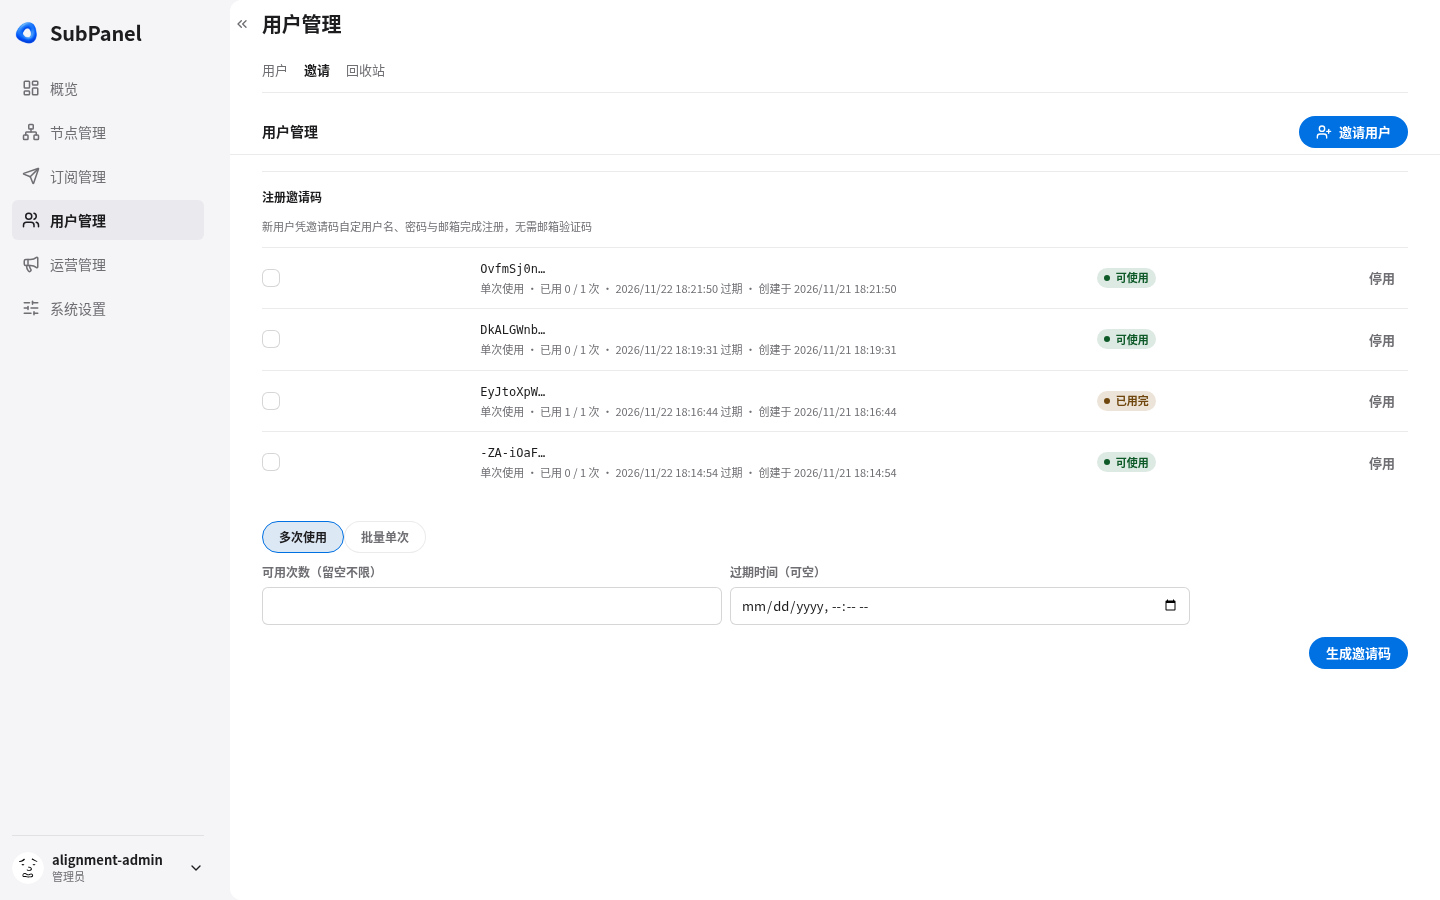 SubPanel
概览
节点管理
订阅管理
用户管理
运营管理
系统设置
alignment-admin
管理员
用户管理
用户 邀请 回收站
用户管理
邀请用户
注册邀请码
新用户凭邀请码自定用户名、密码与邮箱完成注册，无需邮箱验证码
OvfmSj0n…
单次使用 · 已用 0 / 1 次 · 2026/11/22 18:21:50 过期 · 创建于 2026/11/21 18:21:50
可使用
停用
DkALGWnb…
单次使用 · 已用 0 / 1 次 · 2026/11/22 18:19:31 过期 · 创建于 2026/11/21 18:19:31
可使用
停用
EyJtoXpW…
单次使用 · 已用 1 / 1 次 · 2026/11/22 18:16:44 过期 · 创建于 2026/11/21 18:16:44
已用完
停用
-ZA-iOaF…
单次使用 · 已用 0 / 1 次 · 2026/11/22 18:14:54 过期 · 创建于 2026/11/21 18:14:54
可使用
停用
多次使用 批量单次
可用次数（留空不限） 过期时间（可空）
mm/dd/yyyy, --:-- --
生成邀请码